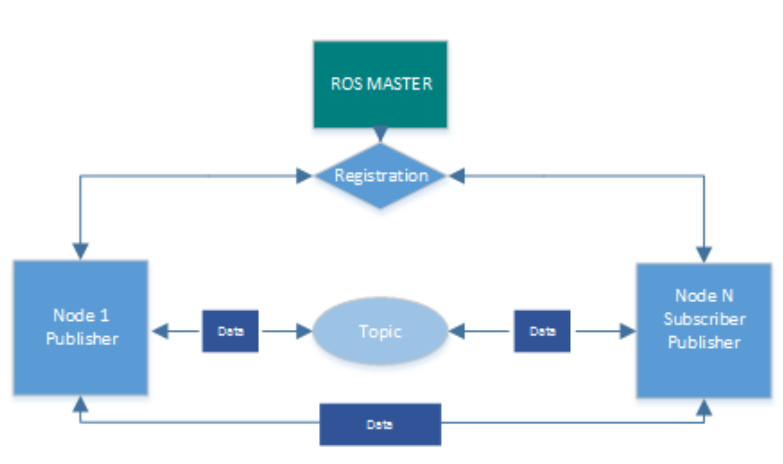 ROS MASTER
Registration
Node 1
Publisher
Data
Topic
Data
Node N
Subscriber
Publisher
Data